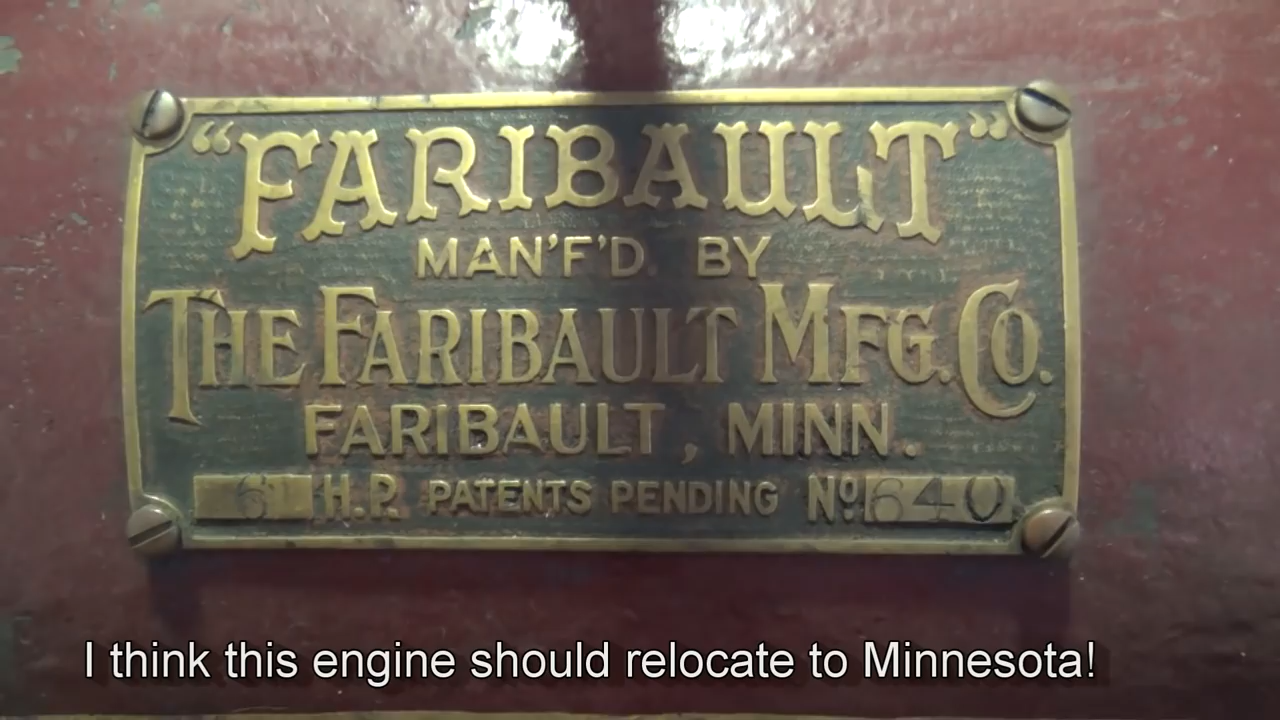 "FARIBAULT"
MAN'F'D. BY
THE FARIBAULT MFG. CO.
FARIBAULT, MINN.
6 H.P. PATENTS PENDING Nº 640
I think this engine should relocate to Minnesota!